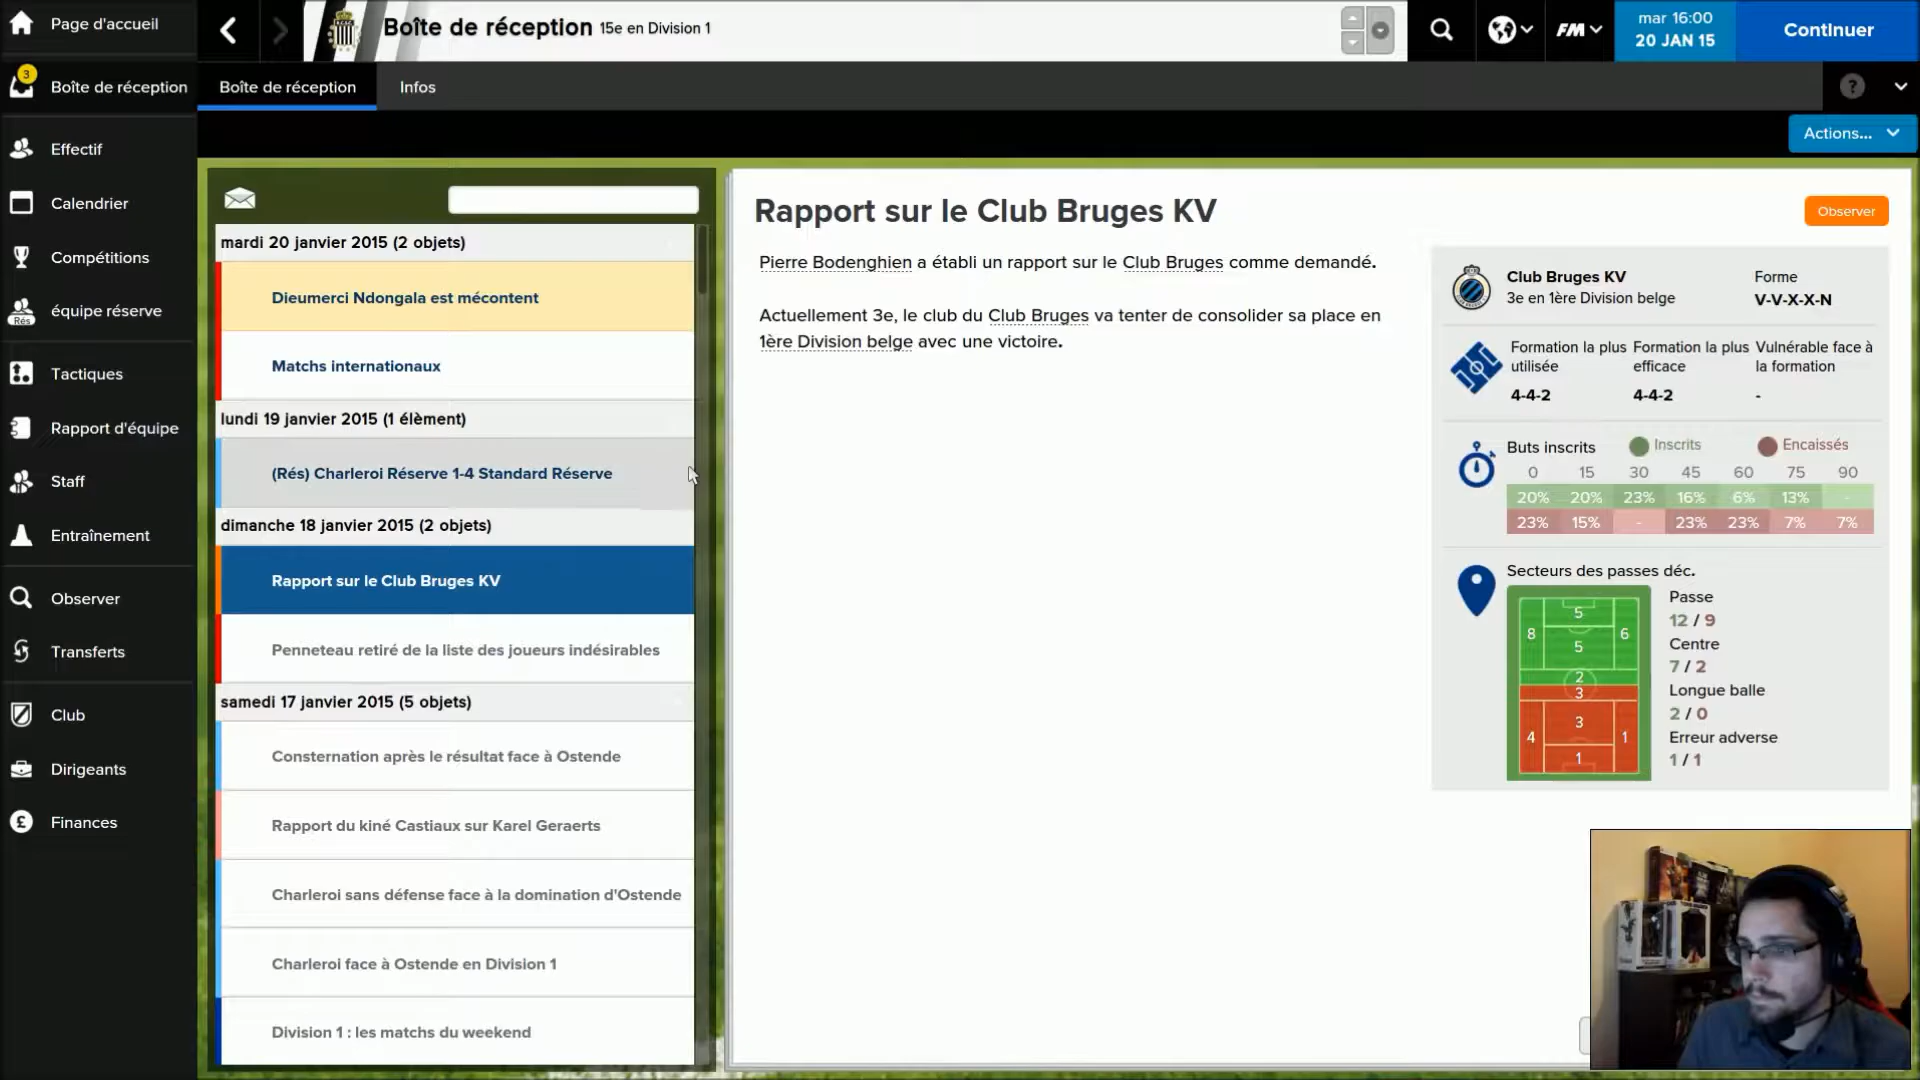 Page d'accueil
Boîte de réception 15e en Division 1
FM
mar 16:00
20 JAN 15
Continuer
3
Boîte de réception
Boîte de réception
Infos
?
Actions...
Effectif
Calendrier
Compétitions
Rés
équipe réserve
Tactiques
Rapport d'équipe
Staff
Entraînement
Observer
Transferts
Club
Dirigeants
£
Finances
mardi 20 janvier 2015 (2 objets)
Dieumerci Ndongala est mécontent
Matchs internationaux
lundi 19 janvier 2015 (1 élèment)
(Rés) Charleroi Réserve 1-4 Standard Réserve
dimanche 18 janvier 2015 (2 objets)
Rapport sur le Club Bruges KV
Penneteau retiré de la liste des joueurs indésirables
samedi 17 janvier 2015 (5 objets)
Consternation après le résultat face à Ostende
Rapport du kiné Castiaux sur Karel Geraerts
Charleroi sans défense face à la domination d'Ostende
Charleroi face à Ostende en Division 1
Division 1 : les matchs du weekend
Rapport sur le Club Bruges KV
Observer
Pierre Bodenghien a établi un rapport sur le Club Bruges comme demandé.
Actuellement 3e, le club du Club Bruges va tenter de consolider sa place en
1ère Division belge avec une victoire.
Club Bruges KV
3e en 1ère Division belge
Forme
V-V-X-X-N
Formation la plus utilisée
4-4-2
Formation la plus efficace
4-4-2
Vulnérable face à la formation
-
Buts inscrits
Inscrits
Encaissés
0 15 30 45 60 75 90
20% 20% 23% 16% 6% 13% -
23% 15% - 23% 23% 7% 7%
Secteurs des passes déc.
5
8 6
5
2
3
3
4 1
1
Passe
12 / 9
Centre
7 / 2
Longue balle
2 / 0
Erreur adverse
1 / 1